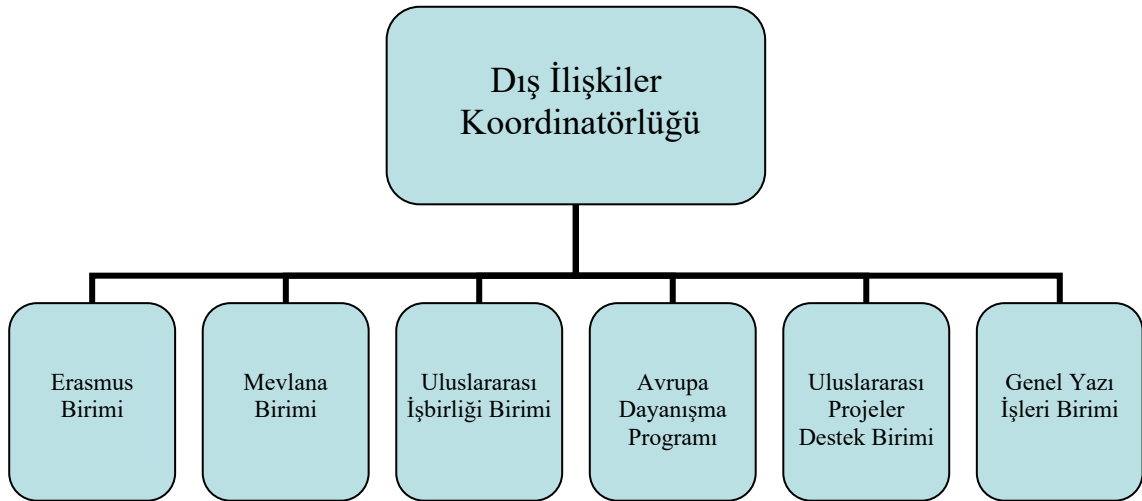 Dış İlişkiler
Koordinatörlüğü
Erasmus
Birimi
Mevlana
Birimi
Uluslararası
İşbirliği Birimi
Avrupa
Dayanışma
Programı
Uluslararası
Projeler
Destek Birimi
Genel Yazı
İşleri Birimi